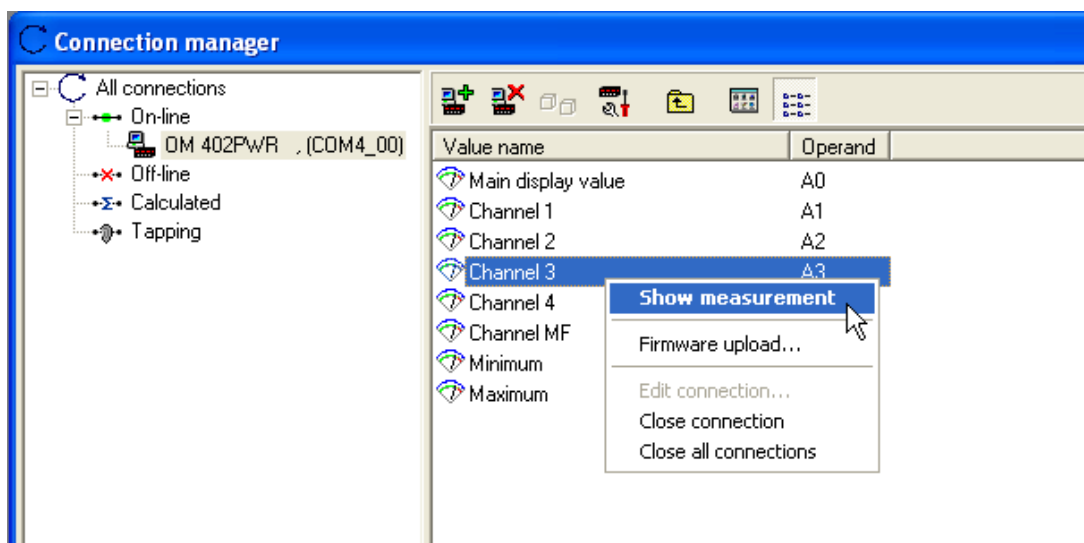 Connection manager
All connections
On-line
OM 402PWR , (COM4_00)
Off-line
Calculated
Tapping
Value name Operand
Main display value A0
Channel 1 A1
Channel 2 A2
Channel 3 A3
Channel 4
Channel MF
Minimum
Maximum
Show measurement
Firmware upload...
Edit connection...
Close connection
Close all connections